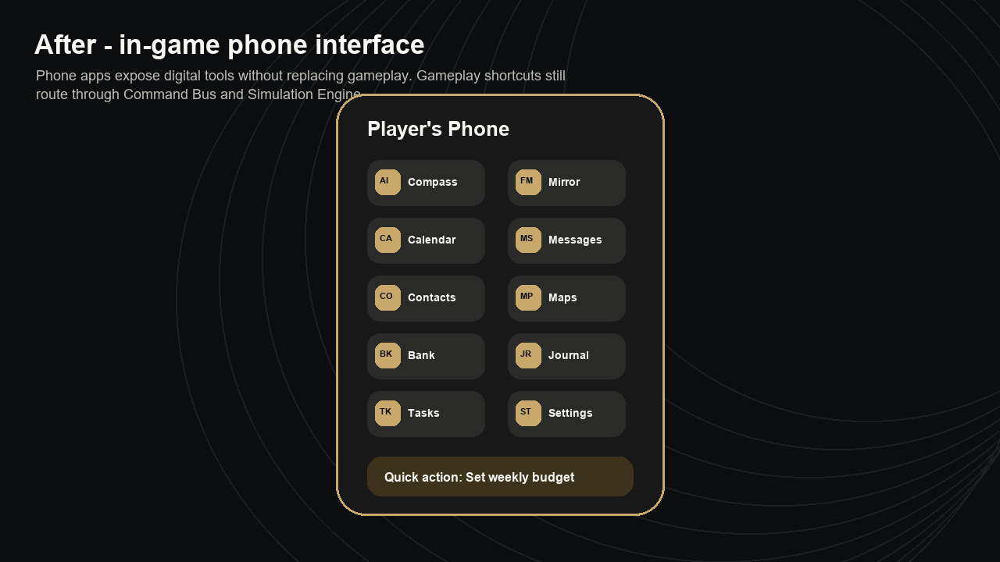 After - in-game phone interface
Phone apps expose digital tools without replacing gameplay. Gameplay shortcuts still
route through Command Bus and Simulation Engine.
Player's Phone
AI Compass
FM Mirror
CA Calendar
MS Messages
CO Contacts
MP Maps
BK Bank
JR Journal
TK Tasks
ST Settings
Quick action: Set weekly budget